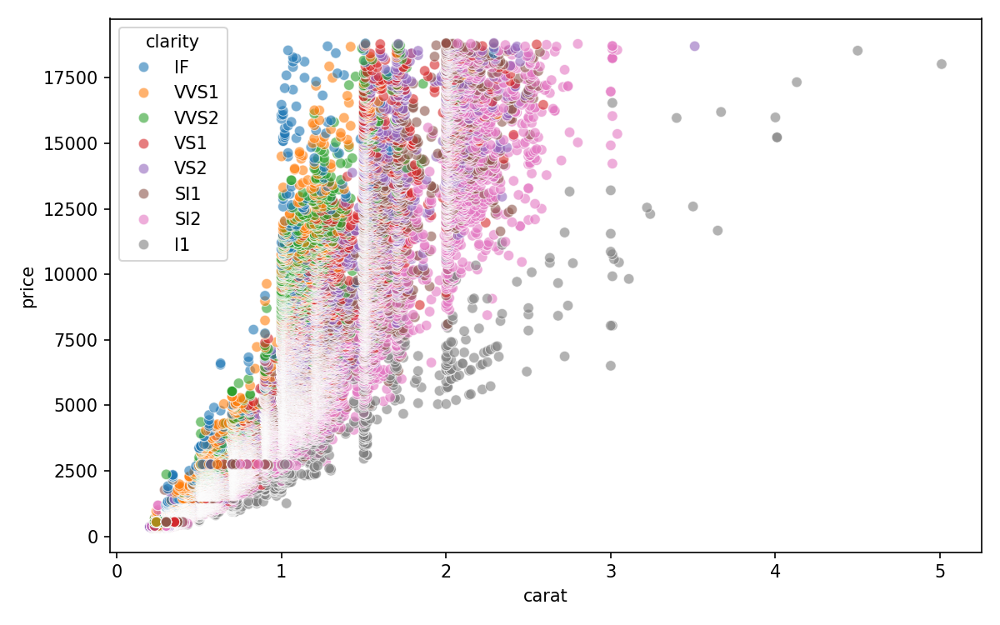 clarity
IF
VVS1
VVS2
VS1
VS2
SI1
SI2
I1
price
17500
15000
12500
10000
7500
5000
2500
0
0 1 2 3 4 5
carat